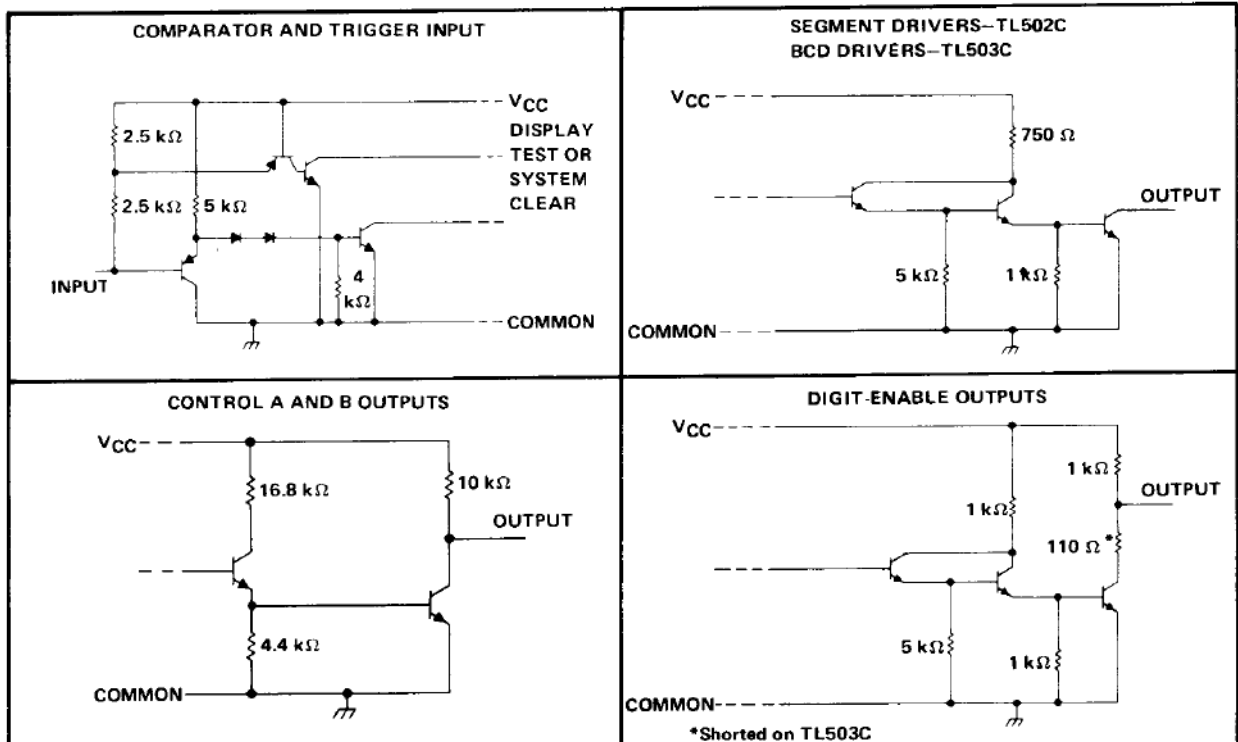 COMPARATOR AND TRIGGER INPUT
VCC
2.5 kΩ
DISPLAY
TEST OR
SYSTEM
CLEAR
2.5 kΩ
5 kΩ
4
kΩ
INPUT
COMMON
SEGMENT DRIVERS–TL502C
BCD DRIVERS–TL503C
VCC
750 Ω
OUTPUT
5 kΩ
1 kΩ
COMMON
CONTROL A AND B OUTPUTS
VCC
16.8 kΩ
10 kΩ
OUTPUT
4.4 kΩ
COMMON
DIGIT-ENABLE OUTPUTS
VCC
1 kΩ
OUTPUT
1 kΩ
110 Ω*
5 kΩ
1 kΩ
COMMON
*Shorted on TL503C